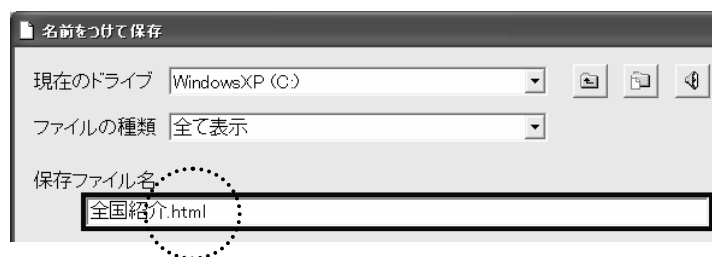 名前をつけて保存
現在のドライブ WindowsXP (C:)
ファイルの種類 全て表示
保存ファイル名
全国紹介.html